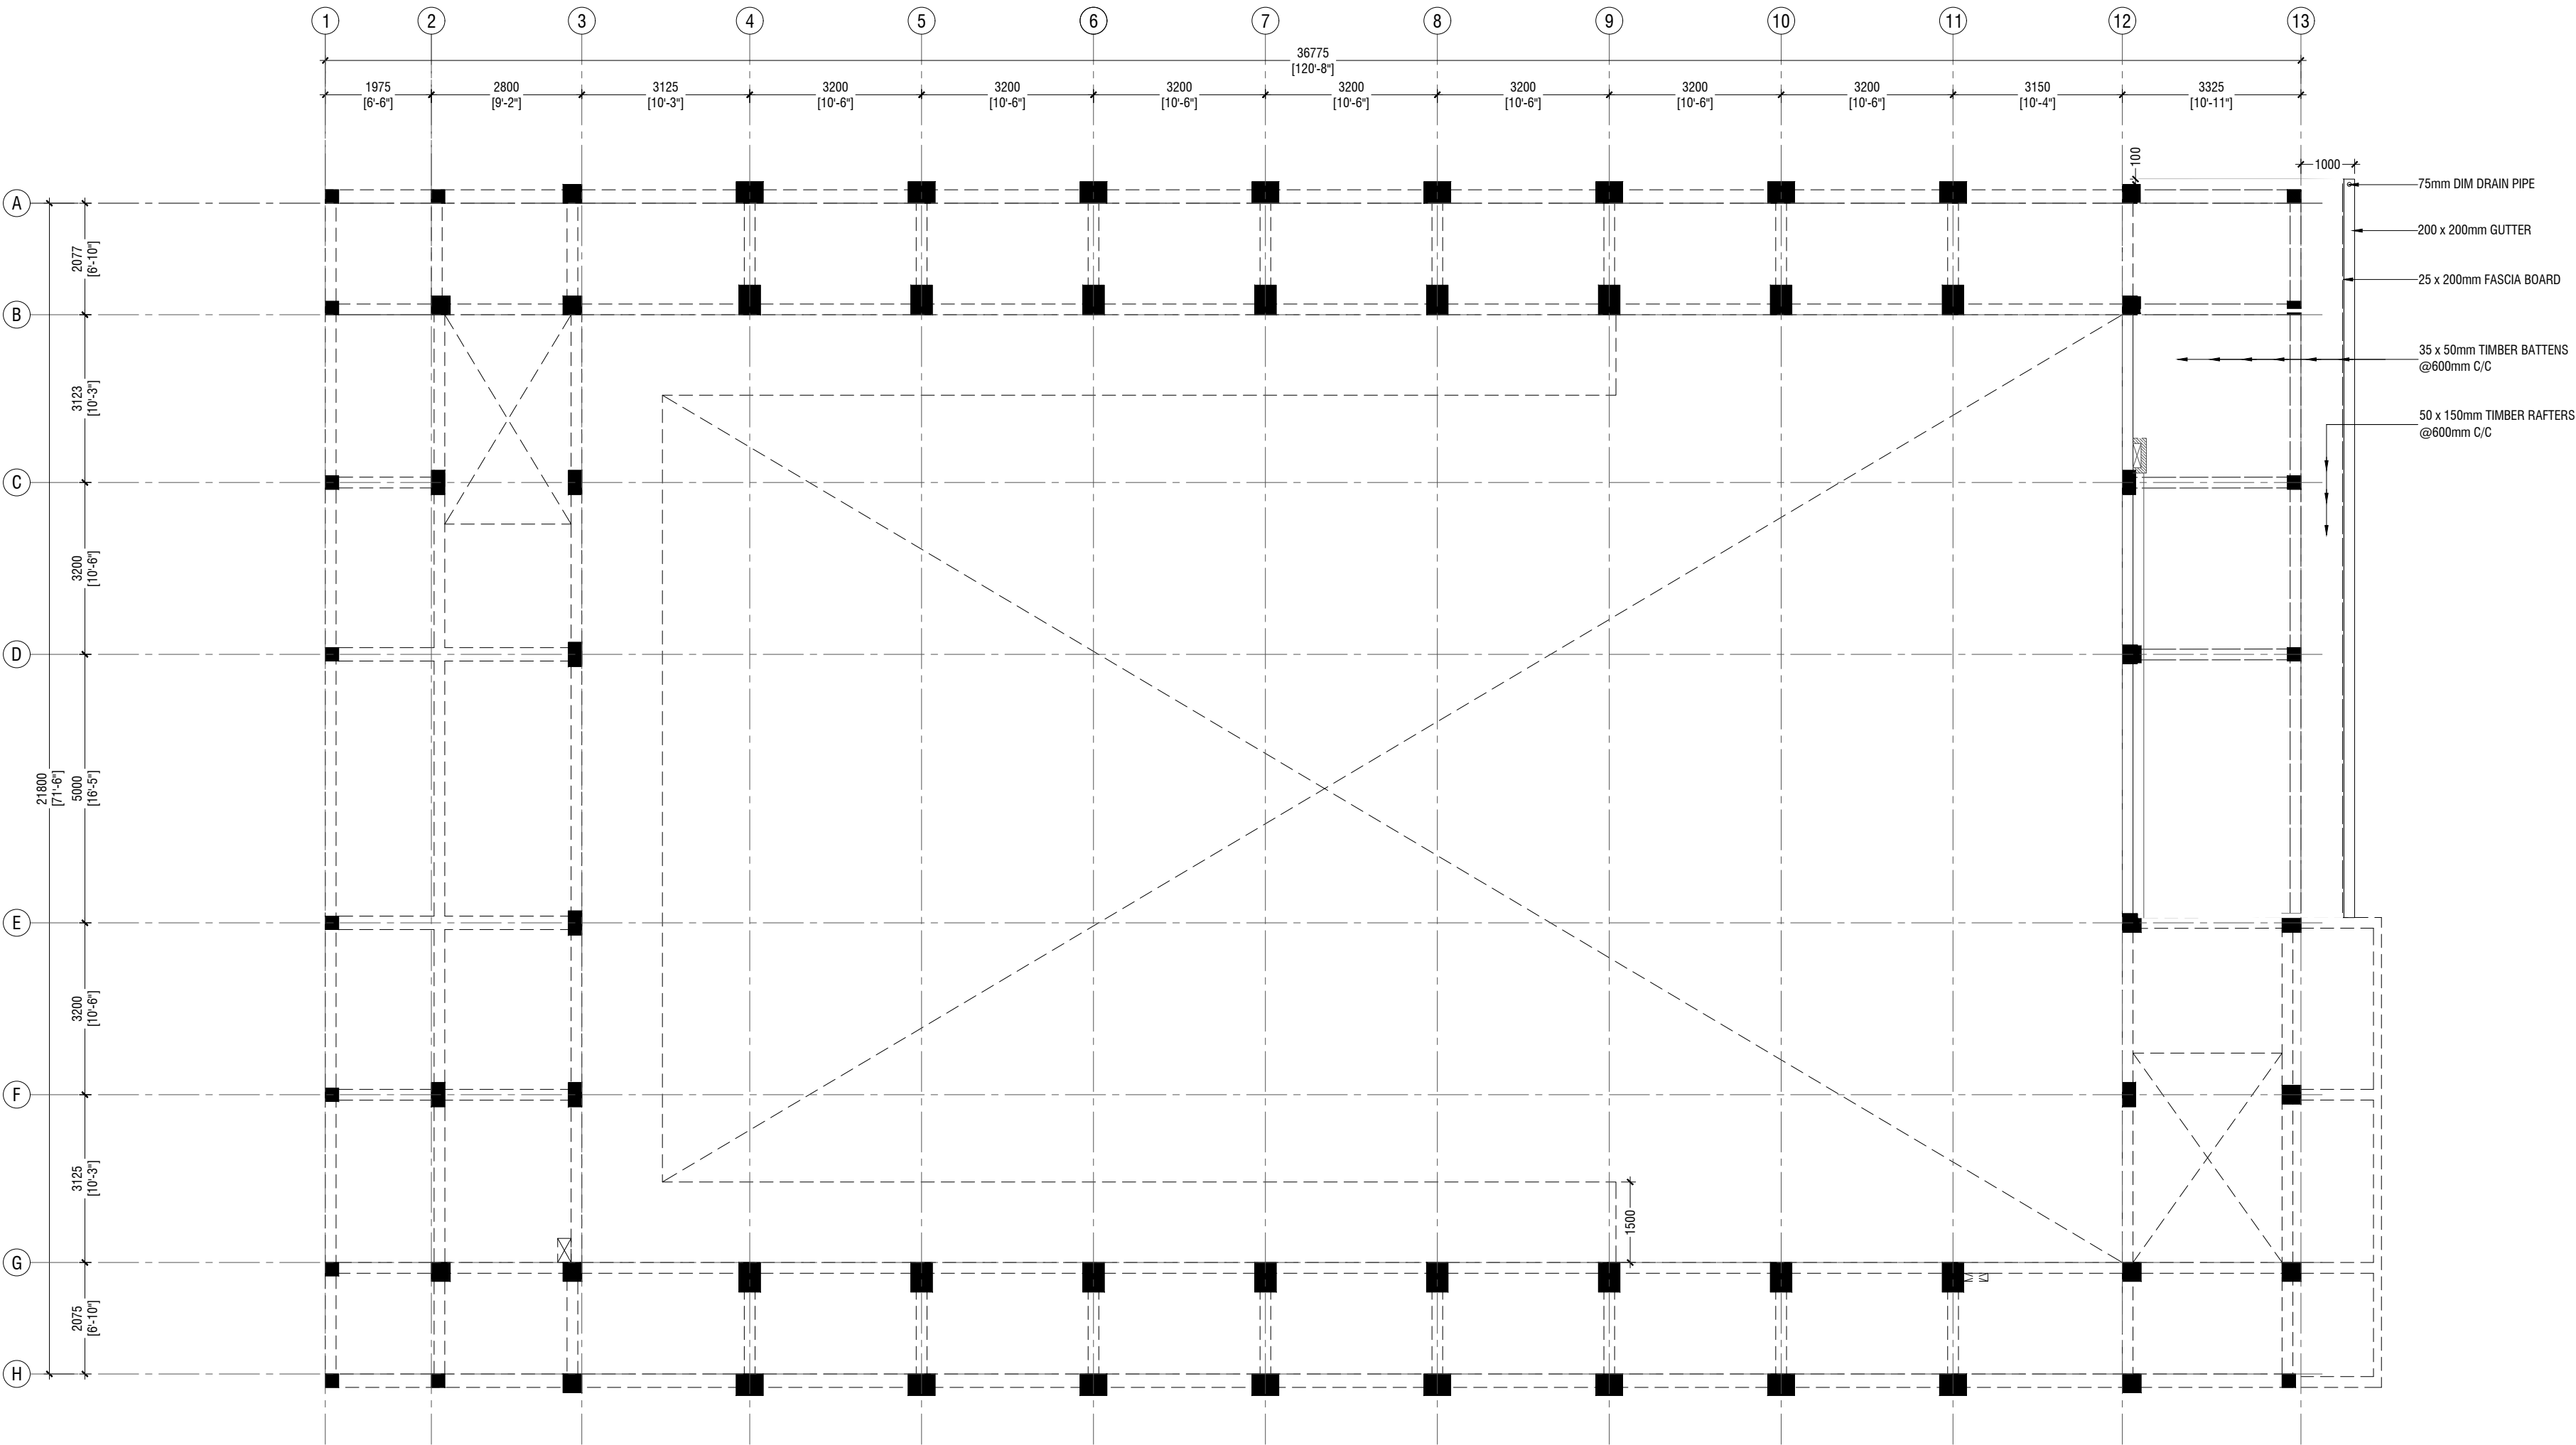 1 2 3 4 5 6 7 8 9 10 11 12 13
36775
[120'-8"]
1975 2800 3125 3200 3200 3200 3200 3200 3200 3200 3150 3325
[6'-6"] [9'-2"] [10'-3"] [10'-6"] [10'-6"] [10'-6"] [10'-6"] [10'-6"] [10'-6"] [10'-6"] [10'-4"] [10'-11"]
100
1000
75mm DIM DRAIN PIPE
A
200 x 200mm GUTTER
2077
[6'-10"]
25 x 200mm FASCIA BOARD
B
35 x 50mm TIMBER BATTENS
@600mm C/C
3123
[10'-3"]
50 x 150mm TIMBER RAFTERS
@600mm C/C
C
3200
[10'-6"]
D
21800
[71'-6"]
5000
[16'-5"]
E
3200
[10'-6"]
F
3125
[10'-3"]
1500
G
2075
[6'-10"]
H